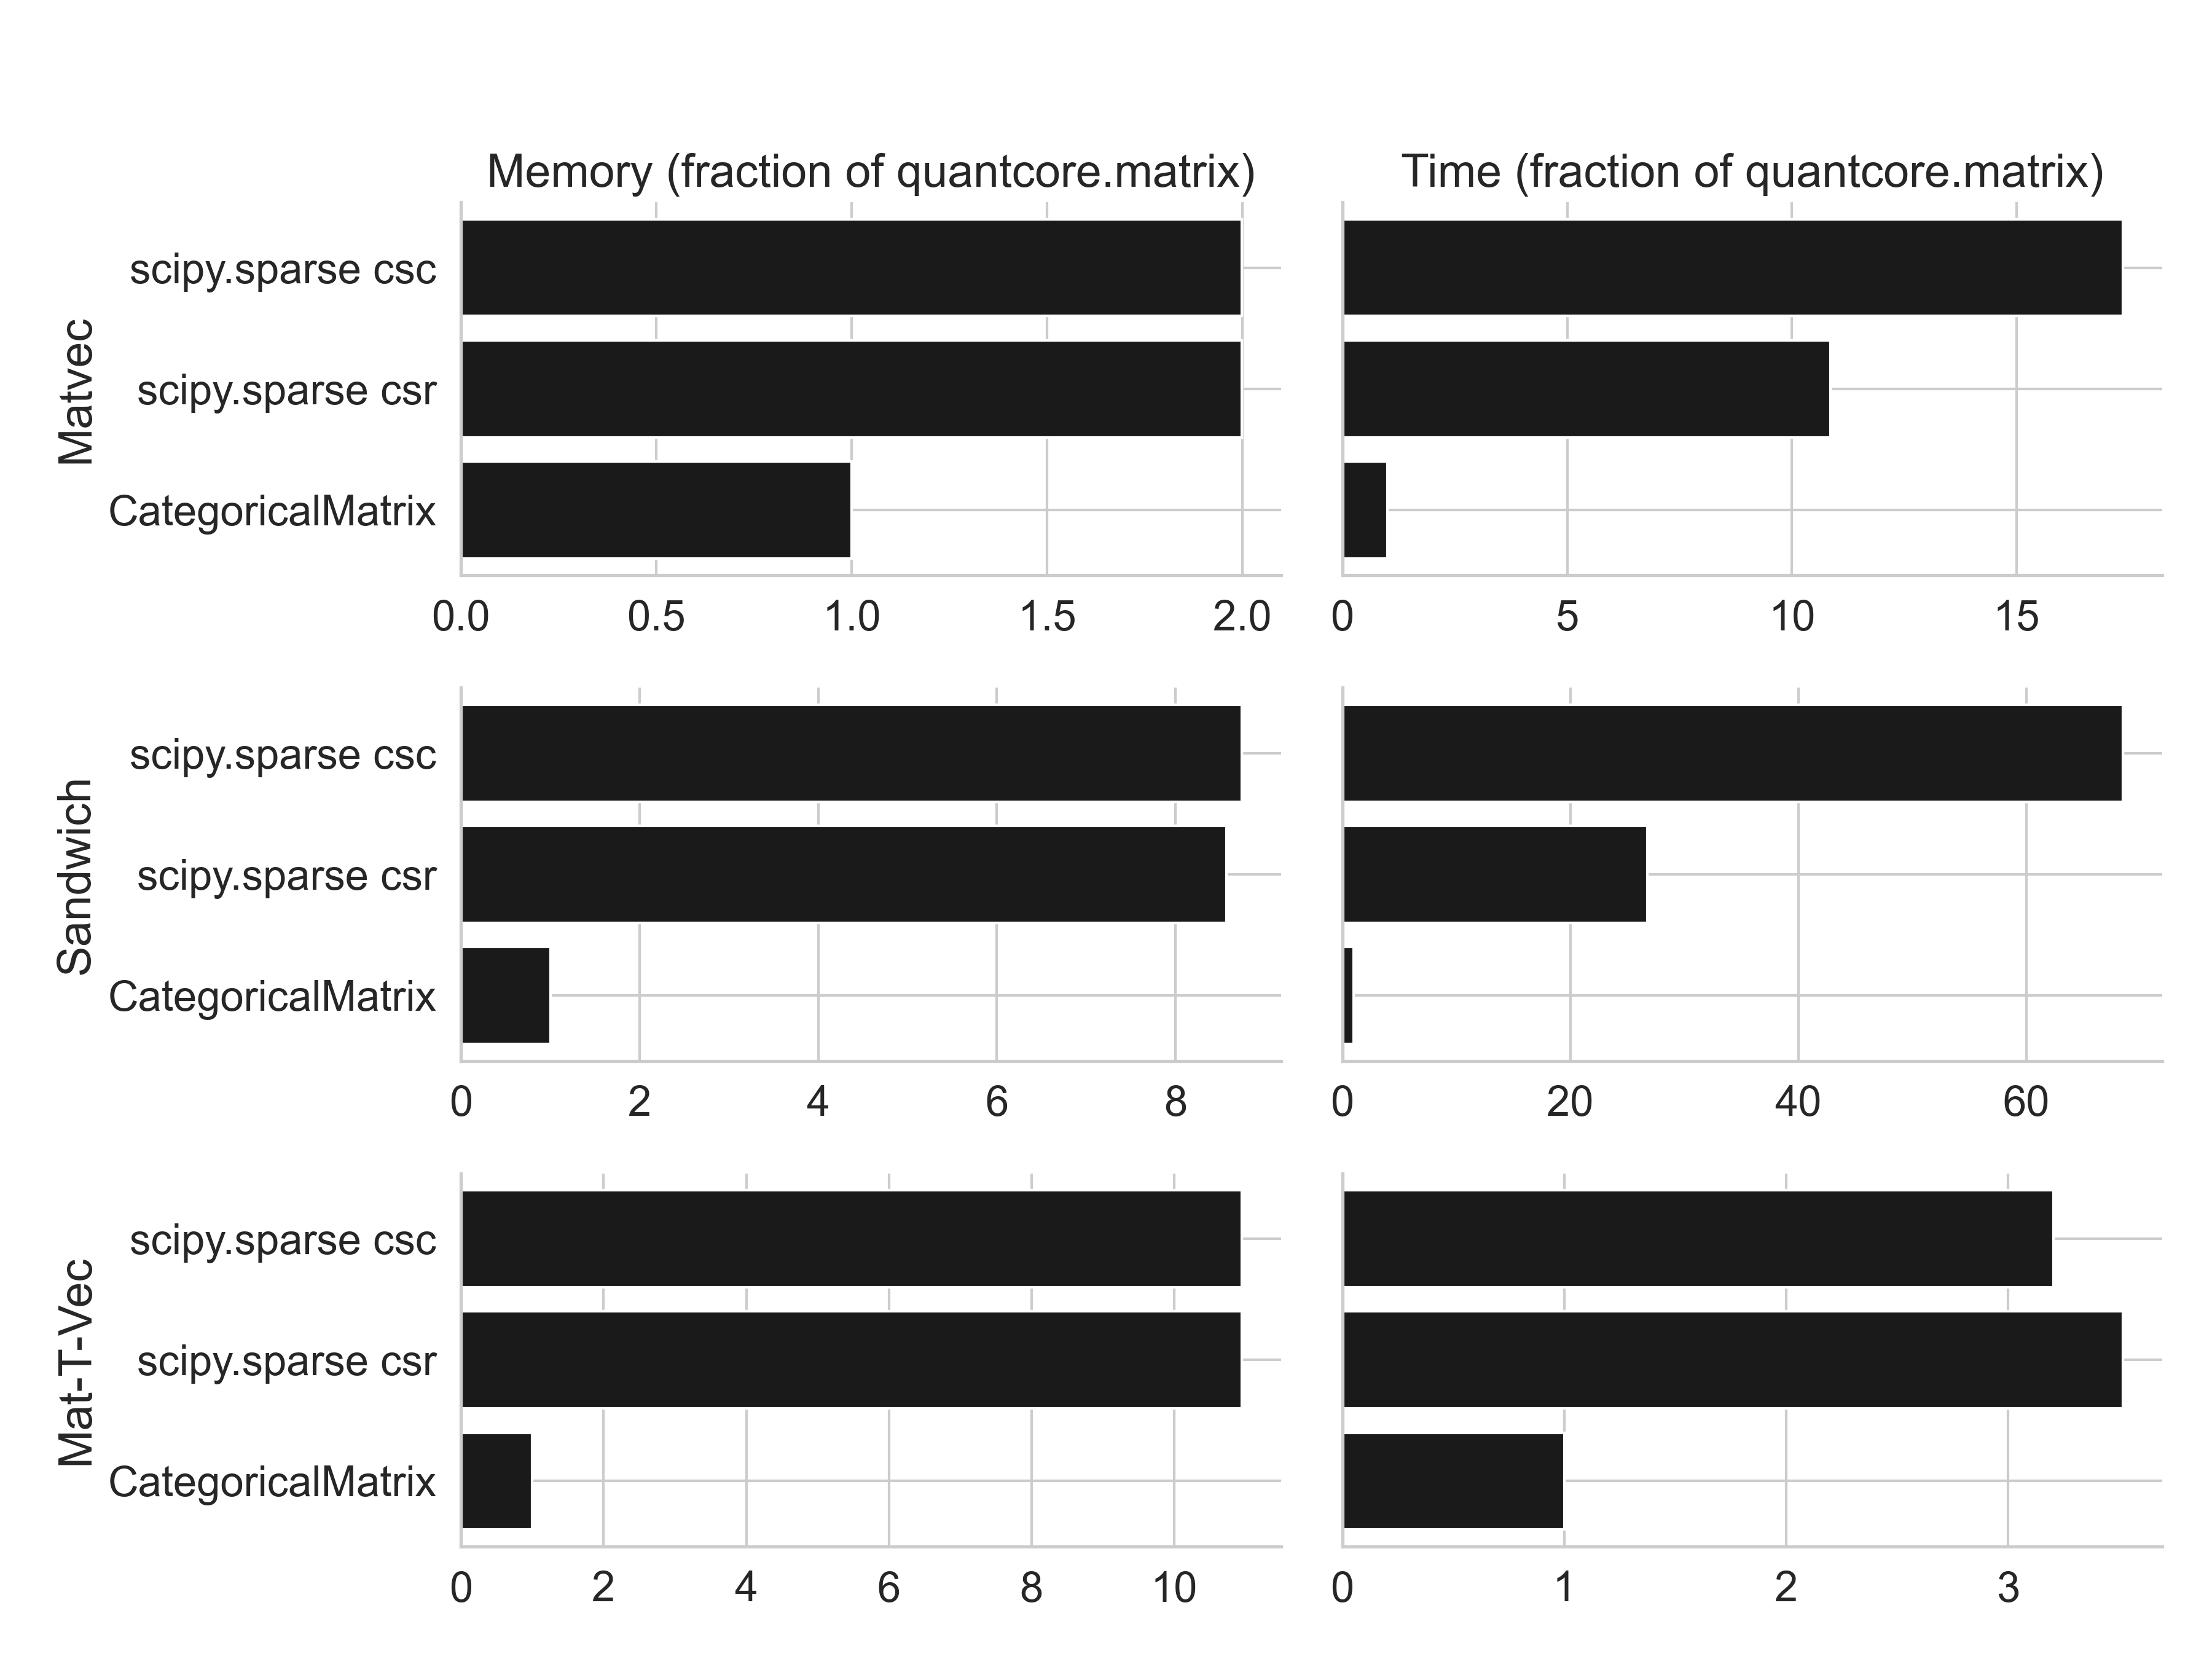 Memory (fraction of quantcore.matrix)
Time (fraction of quantcore.matrix)
Matvec
scipy.sparse csc
scipy.sparse csr
CategoricalMatrix
0.0 0.5 1.0 1.5 2.0
0 5 10 15
Sandwich
scipy.sparse csc
scipy.sparse csr
CategoricalMatrix
0 2 4 6 8
0 20 40 60
Mat-T-Vec
scipy.sparse csc
scipy.sparse csr
CategoricalMatrix
0 2 4 6 8 10
0 1 2 3